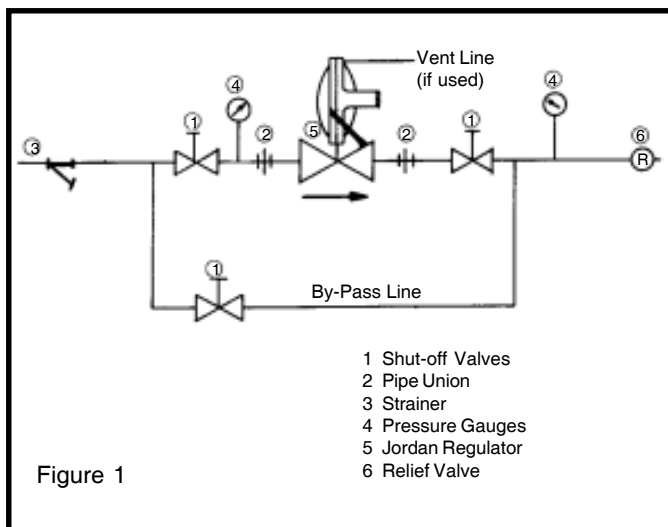 Vent Line
(if used)
4
4
1
2
5
2
1
6
3
R
1
By-Pass Line
1 Shut-off Valves
2 Pipe Union
3 Strainer
4 Pressure Gauges
5 Jordan Regulator
6 Relief Valve
Figure 1